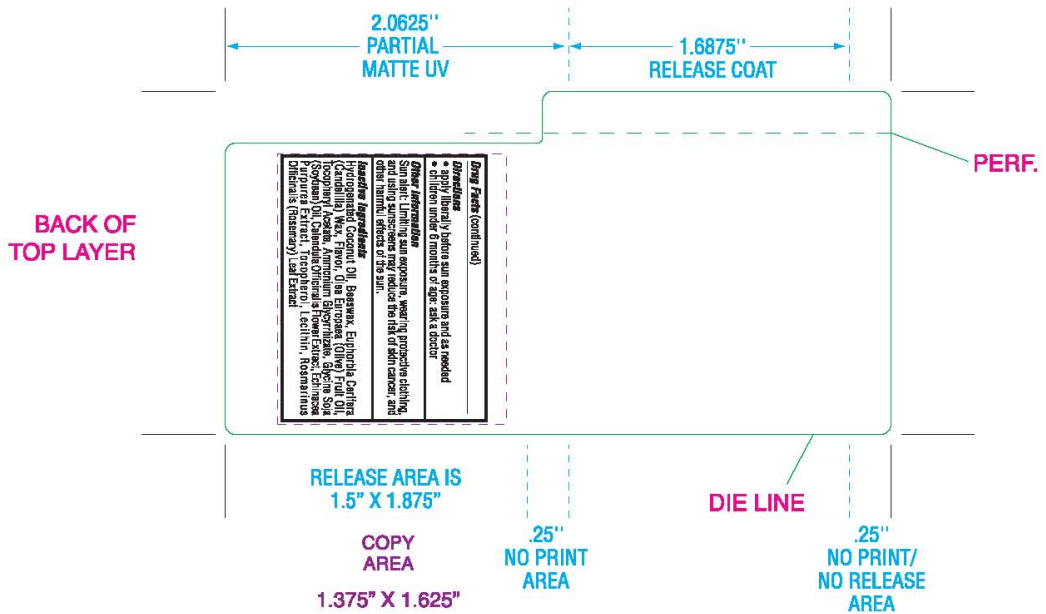 2.0625"
PARTIAL
MATTE UV
1.6875"
RELEASE COAT
PERF.
BACK OF
TOP LAYER
Drug Facts (continued)
Directions
• apply liberally before sun exposure and as needed
• children under 6 months of age: ask a doctor
Other information
Sun alert: Limiting sun exposure, wearing protective clothing,
and using sunscreens may reduce the risk of skin cancer, and
other harmful effects of the sun.
Inactive Ingredients
Hydrogenated Coconut Oil, Beeswax, Euphorbia Cerifera
(Candelilla) Wax, Flavor, Olea Europaea (Olive) Fruit Oil,
Tocopheryl Acetate, Ammonium Glycyrrhizate, Glycine Soja
(Soybean) Oil, Calendula Officinalis Flower Extract, Echinacea
Purpurea Extract, Tocopherol, Lecithin, Rosmarinus
Officinalis (Rosemary) Leaf Extract
RELEASE AREA IS
1.5” X 1.875”
COPY
AREA
1.375” X 1.625”
.25"
NO PRINT
AREA
DIE LINE
.25"
NO PRINT/
NO RELEASE
AREA